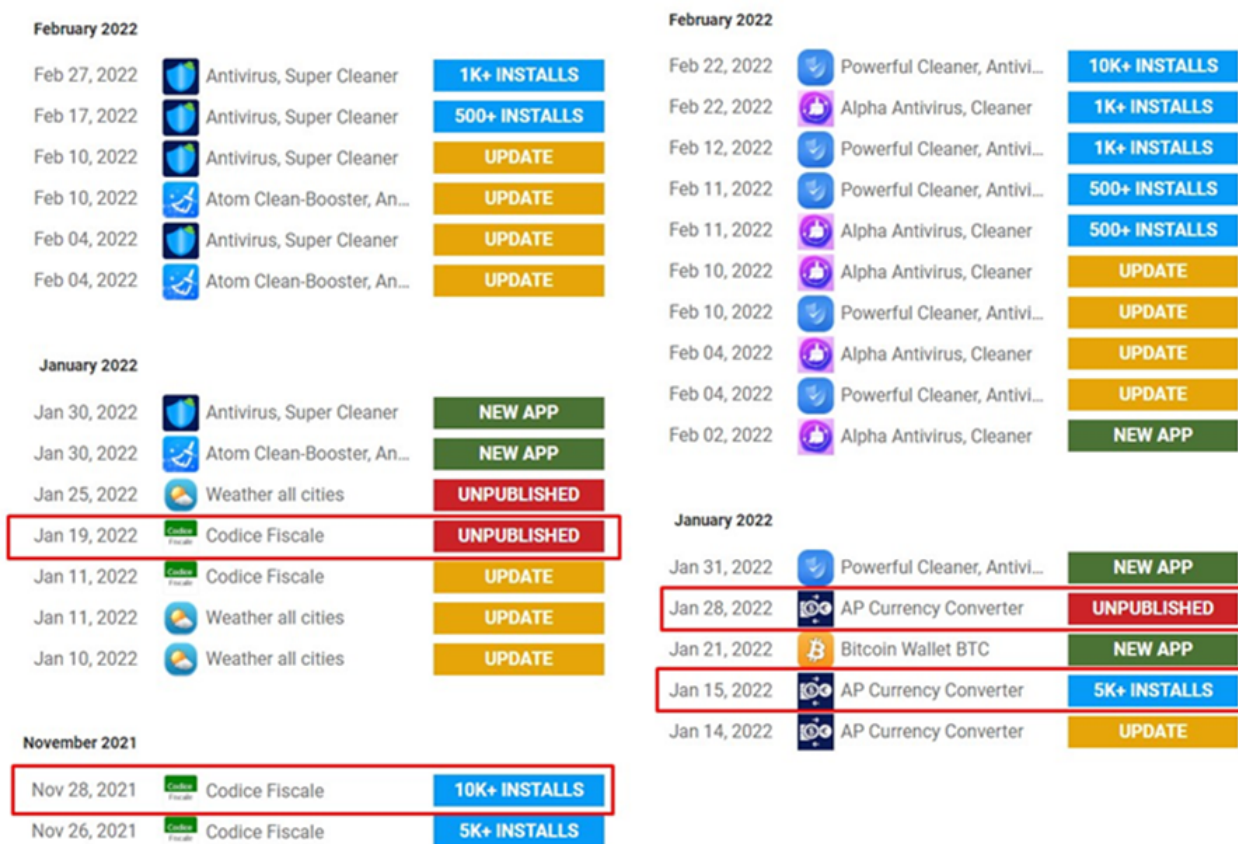 February 2022
Feb 27, 2022 Antivirus, Super Cleaner 1K+ INSTALLS
Feb 17, 2022 Antivirus, Super Cleaner 500+ INSTALLS
Feb 10, 2022 Antivirus, Super Cleaner UPDATE
Feb 10, 2022 Atom Clean-Booster, An... UPDATE
Feb 04, 2022 Antivirus, Super Cleaner UPDATE
Feb 04, 2022 Atom Clean-Booster, An... UPDATE
January 2022
Jan 30, 2022 Antivirus, Super Cleaner NEW APP
Jan 30, 2022 Atom Clean-Booster, An... NEW APP
Jan 25, 2022 Weather all cities UNPUBLISHED
Jan 19, 2022 Codice Fiscale Codice Fiscale UNPUBLISHED
Jan 11, 2022 Codice Fiscale Codice Fiscale UPDATE
Jan 11, 2022 Weather all cities UPDATE
Jan 10, 2022 Weather all cities UPDATE
November 2021
Nov 28, 2021 Codice Fiscale Codice Fiscale 10K+ INSTALLS
Nov 26, 2021 Codice Fiscale Codice Fiscale 5K+ INSTALLS
February 2022
Feb 22, 2022 Powerful Cleaner, Antivi... 10K+ INSTALLS
Feb 22, 2022 Alpha Antivirus, Cleaner 1K+ INSTALLS
Feb 12, 2022 Powerful Cleaner, Antivi... 1K+ INSTALLS
Feb 11, 2022 Powerful Cleaner, Antivi... 500+ INSTALLS
Feb 11, 2022 Alpha Antivirus, Cleaner 500+ INSTALLS
Feb 10, 2022 Alpha Antivirus, Cleaner UPDATE
Feb 10, 2022 Powerful Cleaner, Antivi... UPDATE
Feb 04, 2022 Alpha Antivirus, Cleaner UPDATE
Feb 04, 2022 Powerful Cleaner, Antivi... UPDATE
Feb 02, 2022 Alpha Antivirus, Cleaner NEW APP
January 2022
Jan 31, 2022 Powerful Cleaner, Antivi... NEW APP
Jan 28, 2022 AP Currency Converter UNPUBLISHED
Jan 21, 2022 Bitcoin Wallet BTC NEW APP
Jan 15, 2022 AP Currency Converter 5K+ INSTALLS
Jan 14, 2022 AP Currency Converter UPDATE